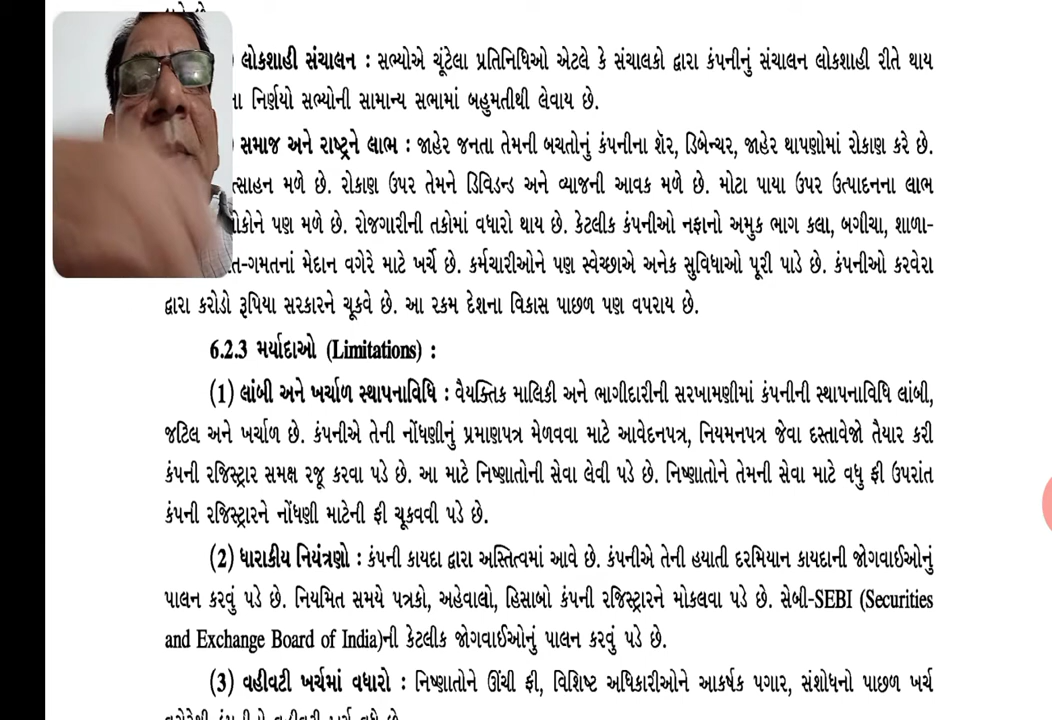 લોકશાહી સંચાલન : સભ્યોએ ચૂંટેલા પ્રતિનિધિઓ એટલે કે સંચાલકો દ્વારા કંપનીનું સંચાલન લોકશાહી રીતે થાય
નિર્ણયો સભ્યોની સામાન્ય સભામાં બહુમતીથી લેવાય છે.
સમાજ અને રાષ્ટ્રને લાભ : જાહેર જનતા તેમની બચતોનું કંપનીના શૅર, ડિબેન્ચર, જાહેર થાપણોમાં રોકાણ કરે છે.
ત્સાહન મળે છે. રોકાણ ઉપર તેમને ડિવિડન્ડ અને વ્યાજની આવક મળે છે. મોટા પાયા ઉપર ઉત્પાદનના લાભ
ોકોને પણ મળે છે. રોજગારીની તકોમાં વધારો થાય છે. કેટલીક કંપનીઓ નફાનો અમુક ભાગ કલા, બગીચા, શાળા-
ત-ગમતનાં મેદાન વગેરે માટે ખર્ચે છે. કર્મચારીઓને પણ સ્વેચ્છાએ અનેક સુવિધાઓ પૂરી પાડે છે. કંપનીઓ કરવેરા
દ્વારા કરોડો રૂપિયા સરકારને ચૂકવે છે. આ રકમ દેશના વિકાસ પાછળ પણ વપરાય છે.
6.2.3 મર્યાદાઓ (Limitations) :
(1) લાંબી અને ખર્ચાળ સ્થાપનાવિધિ : વૈયક્તિક માલિકી અને ભાગીદારીની સરખામણીમાં કંપનીની સ્થાપનાવિધિ લાંબી,
જટિલ અને ખર્ચાળ છે. કંપનીએ તેની નોંધણીનું પ્રમાણપત્ર મેળવવા માટે આવેદનપત્ર, નિયમનપત્ર જેવા દસ્તાવેજો તૈયાર કરી
કંપની રજિસ્ટ્રાર સમક્ષ રજૂ કરવા પડે છે. આ માટે નિષ્ણાતોની સેવા લેવી પડે છે. નિષ્ણાતોને તેમની સેવા માટે વધુ ફી ઉપરાંત
કંપની રજિસ્ટ્રારને નોંધણી માટેની ફી ચૂકવવી પડે છે.
(2) ધારાકીય નિયંત્રણો : કંપની કાયદા દ્વારા અસ્તિત્વમાં આવે છે. કંપનીએ તેની હયાતી દરમિયાન કાયદાની જોગવાઈઓનું
પાલન કરવું પડે છે. નિયમિત સમયે પત્રકો, અહેવાલો, હિસાબો કંપની રજિસ્ટ્રારને મોકલવા પડે છે. સેબી-SEBI (Securities
and Exchange Board of India)ની કેટલીક જોગવાઈઓનું પાલન કરવું પડે છે.
(3) વહીવટી ખર્ચમાં વધારો : નિષ્ણાતોને ઊંચી ફી, વિશિષ્ટ અધિકારીઓને આકર્ષક પગાર, સંશોધનો પાછળ ખર્ચ